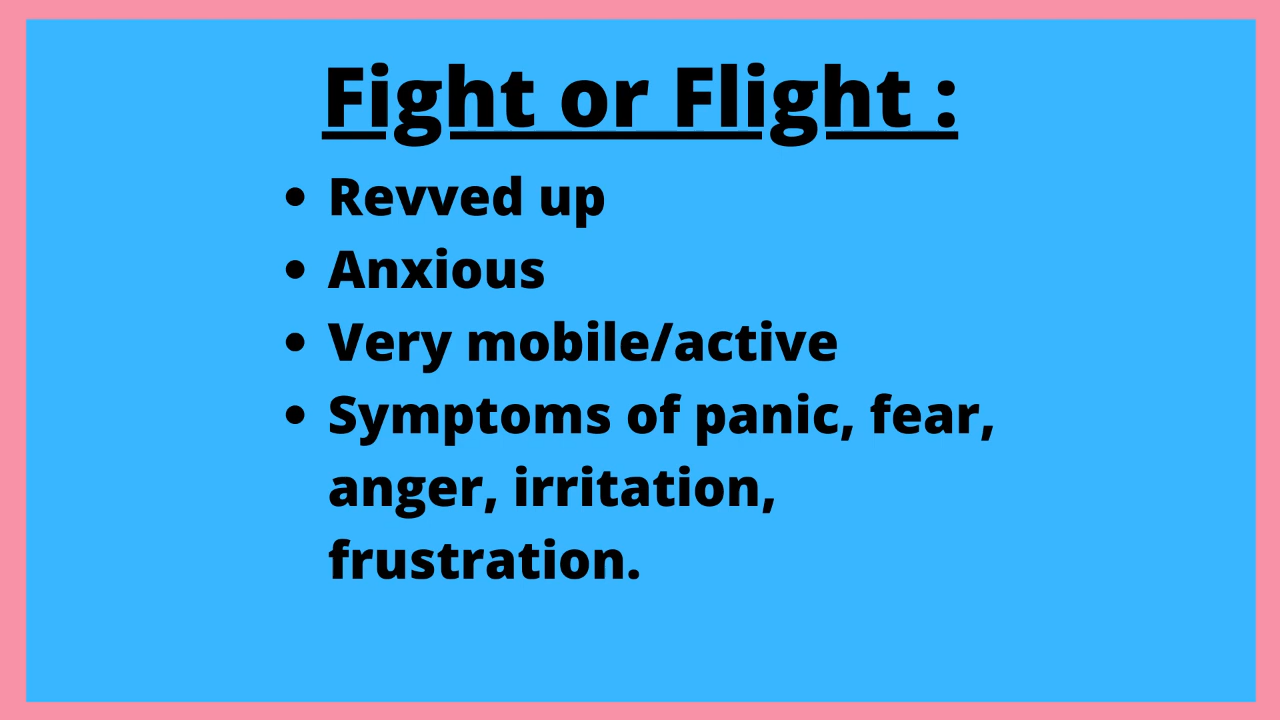 Fight or Flight :
• Revved up
• Anxious
• Very mobile/active
• Symptoms of panic, fear,
anger, irritation,
frustration.